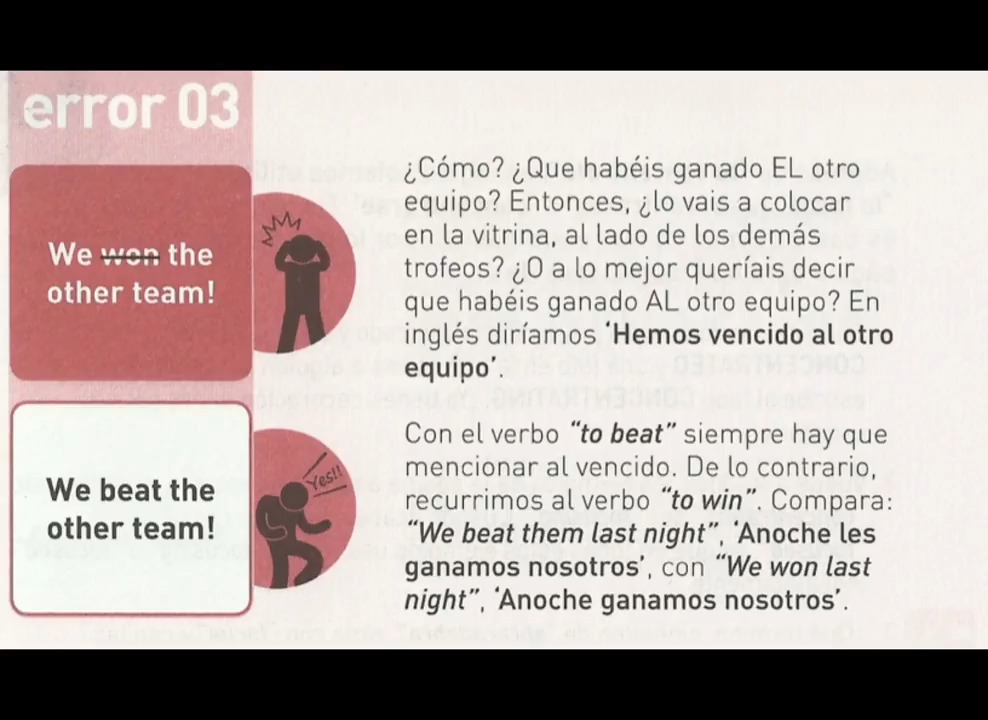 error 03
We won the
other team!
¿Cómo? ¿Que habéis ganado EL otro
equipo? Entonces, ¿lo vais a colocar
en la vitrina, al lado de los demás
trofeos? ¿O a lo mejor queríais decir
que habéis ganado AL otro equipo? En
inglés diríamos ‘Hemos vencido al otro
equipo’.
Yes!!
We beat the
other team!
Con el verbo “to beat” siempre hay que
mencionar al vencido. De lo contrario,
recurrimos al verbo “to win”. Compara:
“We beat them last night”, ‘Anoche les
ganamos nosotros’, con “We won last
night”, ‘Anoche ganamos nosotros’.